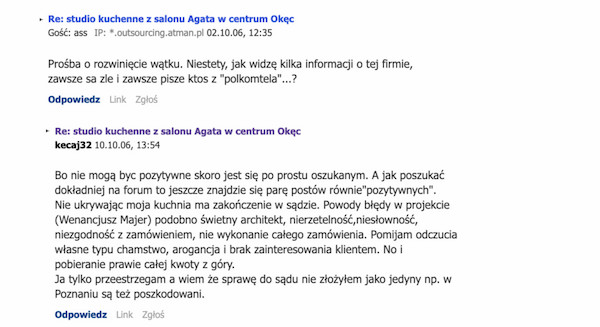 Re: studio kuchenne z salonu Agata w centrum Okęc
Gość: ass IP: *.outsourcing.atman.pl 02.10.06, 12:35
Prośba o rozwinięcie wątku. Niestety, jak widzę kilka informacji o tej firmie,
zawsze sa zle i zawsze pisze ktos z "polkomtela"...?
Odpowiedz Link Zgłoś
Re: studio kuchenne z salonu Agata w centrum Okęc
kecaj32 10.10.06, 13:54
Bo nie mogą byc pozytywne skoro jest się po prostu oszukanym. A jak poszukać
dokładniej na forum to jeszcze znajdzie się parę postów równie"pozytywnych".
Nie ukrywając moja kuchnia ma zakończenie w sądzie. Powody błędy w projekcie
(Wenancjusz Majer) podobno świetny architekt, nierzetelność,niesłowność,
niezgodność z zamówieniem, nie wykonanie całego zamówienia. Pomijam odczucia
własne typu chamstwo, arogancja i brak zainteresowania klientem. No i
pobieranie prawie całej kwoty z góry.
Ja tylko przeestrzegam a wiem że sprawę do sądu nie złożyłem jako jedyny np. w
Poznaniu są też poszkodowani.
Odpowiedz Link Zgłoś